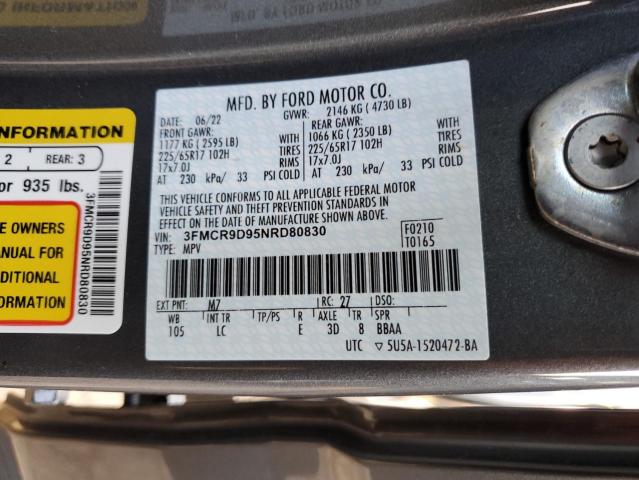 INFORMATION
2 REAR: 3
or 935 lbs.
E OWNERS
MANUAL FOR
DDITIONAL
FORMATION
3FMCR9D95NRD80830
MFD. BY FORD MOTOR CO.
DATE: 06/22 GVWR: 2146 KG ( 4730 LB)
FRONT GAWR: WITH REAR GAWR: WITH
1177 KG ( 2595 LB) TIRES 1066 KG ( 2350 LB) TIRES
225/65R17 102H RIMS 225/65R17 102H RIMS
17x7.0J 17x7.0J
AT 230 kPa/ 33 PSI COLD AT 230 kPa/ 33 PSI COLD
THIS VEHICLE CONFORMS TO ALL APPLICABLE FEDERAL MOTOR
VEHICLE SAFETY AND BUMPER STANDARDS IN
EFFECT ON THE DATE OF MANUFACTURE SHOWN ABOVE.
VIN: 3FMCR9D95NRD80830 F0210
TYPE: MPV T0165
EXT PNT: M7 RC: 27 DSO:
WB INT TR TP/PS R AXLE TR SPR
105 LC E 3D 8 BBAA
UTC ▽ 5U5A-1520472-BA